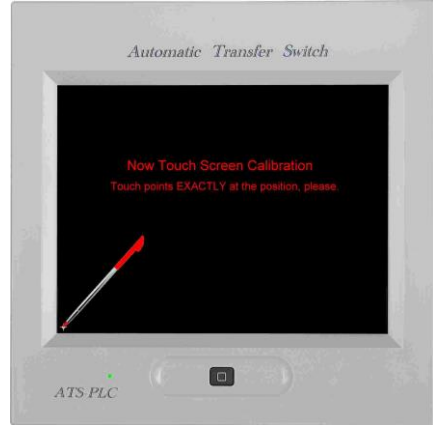 Automatic Transfer Switch
Now Touch Screen Calibration
Touch points EXACTLY at the position, please.
ATS-PLC